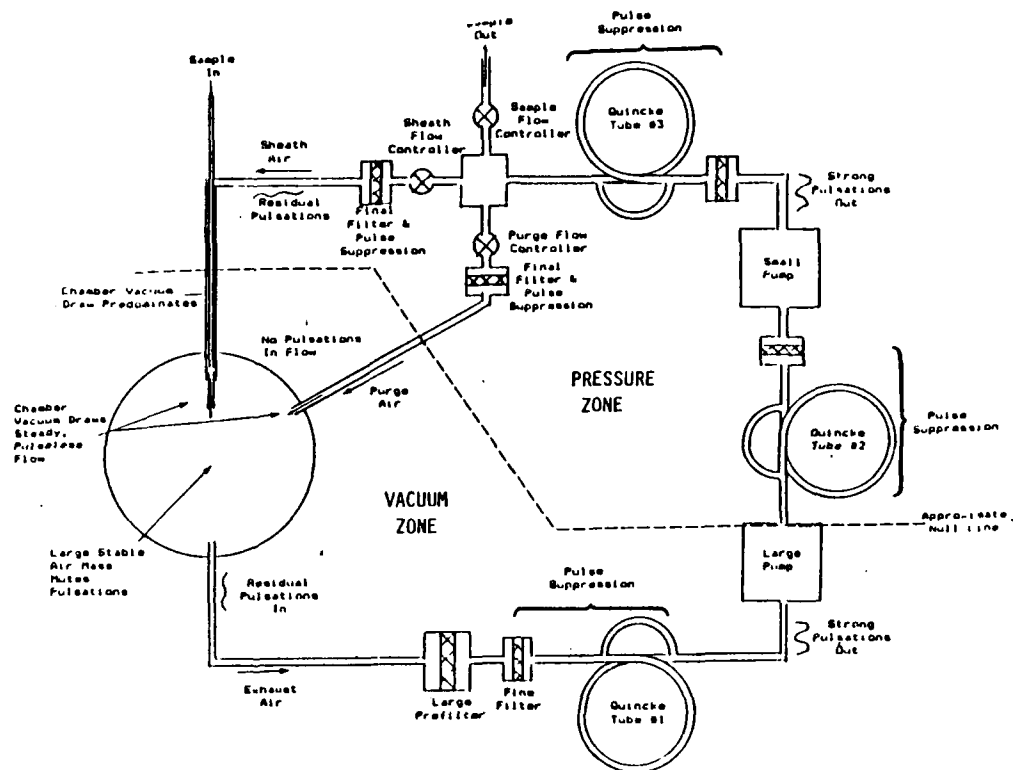 Pulse
Suppression
Out
Sample
In
Quincke
Tube #3
Sample
Flow
Controller
Sheath
Flow
Controller
Sheath
Air
Residual
Pulsations
Final
Filter &
Pulse
Suppression
Strong
Pulsations
Out
Purge Flow
Controller
Small
Pump
Final
Filter &
Pulse
Suppression
Chamber Vacuum
Draw Predominates
No Pulsations
In Flow
PRESSURE
ZONE
Purge
Air
Chamber
Vacuum Draws
Steady,
Pulseless
Flow
Pulse
Suppression
Quincke
Tube #2
VACUUM
ZONE
Approximate
Null Line
Large Stable
Air Mass
Mutes
Pulsations
Large
Pump
Residual
Pulsations
In
Pulse
Suppression
Strong
Pulsations
Out
Exhaust
Air
Large
Prefilter
Fine
Filter
Quincke
Tube #1